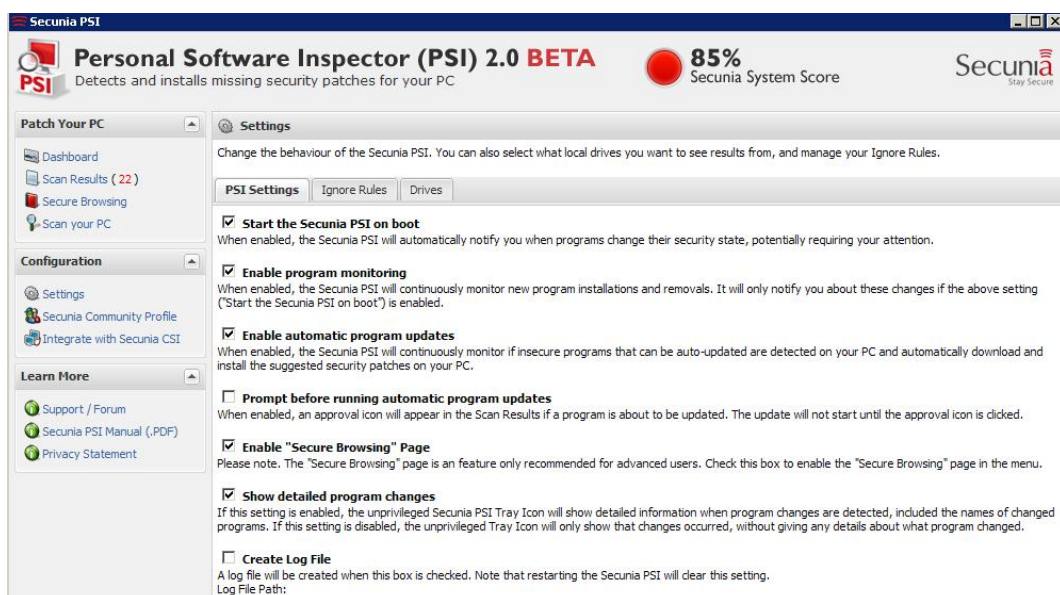 Secunia PSI
Personal Software Inspector (PSI) 2.0 BETA
Detects and installs missing security patches for your PC
PSI
85%
Secunia System Score
Secunia
Stay Secure
Patch Your PC
Dashboard
Scan Results ( 22 )
Secure Browsing
Scan your PC
Configuration
Settings
Secunia Community Profile
Integrate with Secunia CSI
Learn More
Support / Forum
Secunia PSI Manual (.PDF)
Privacy Statement
Settings
Change the behaviour of the Secunia PSI. You can also select what local drives you want to see results from, and manage your Ignore Rules.
PSI Settings
Ignore Rules
Drives
Start the Secunia PSI on boot
When enabled, the Secunia PSI will automatically notify you when programs change their security state, potentially requiring your attention.
Enable program monitoring
When enabled, the Secunia PSI will continuously monitor new program installations and removals. It will only notify you about these changes if the above setting
("Start the Secunia PSI on boot") is enabled.
Enable automatic program updates
When enabled, the Secunia PSI will continuously monitor if insecure programs that can be auto-updated are detected on your PC and automatically download and
install the suggested security patches on your PC.
Prompt before running automatic program updates
When enabled, an approval icon will appear in the Scan Results if a program is about to be updated. The update will not start until the approval icon is clicked.
Enable "Secure Browsing" Page
Please note. The "Secure Browsing" page is an feature only recommended for advanced users. Check this box to enable the "Secure Browsing" page in the menu.
Show detailed program changes
If this setting is enabled, the unprivileged Secunia PSI Tray Icon will show detailed information when program changes are detected, included the names of changed
programs. If this setting is disabled, the unprivileged Tray Icon will only show that changes occurred, without giving any details about what program changed.
Create Log File
A log file will be created when this box is checked. Note that restarting the Secunia PSI will clear this setting.
Log File Path: